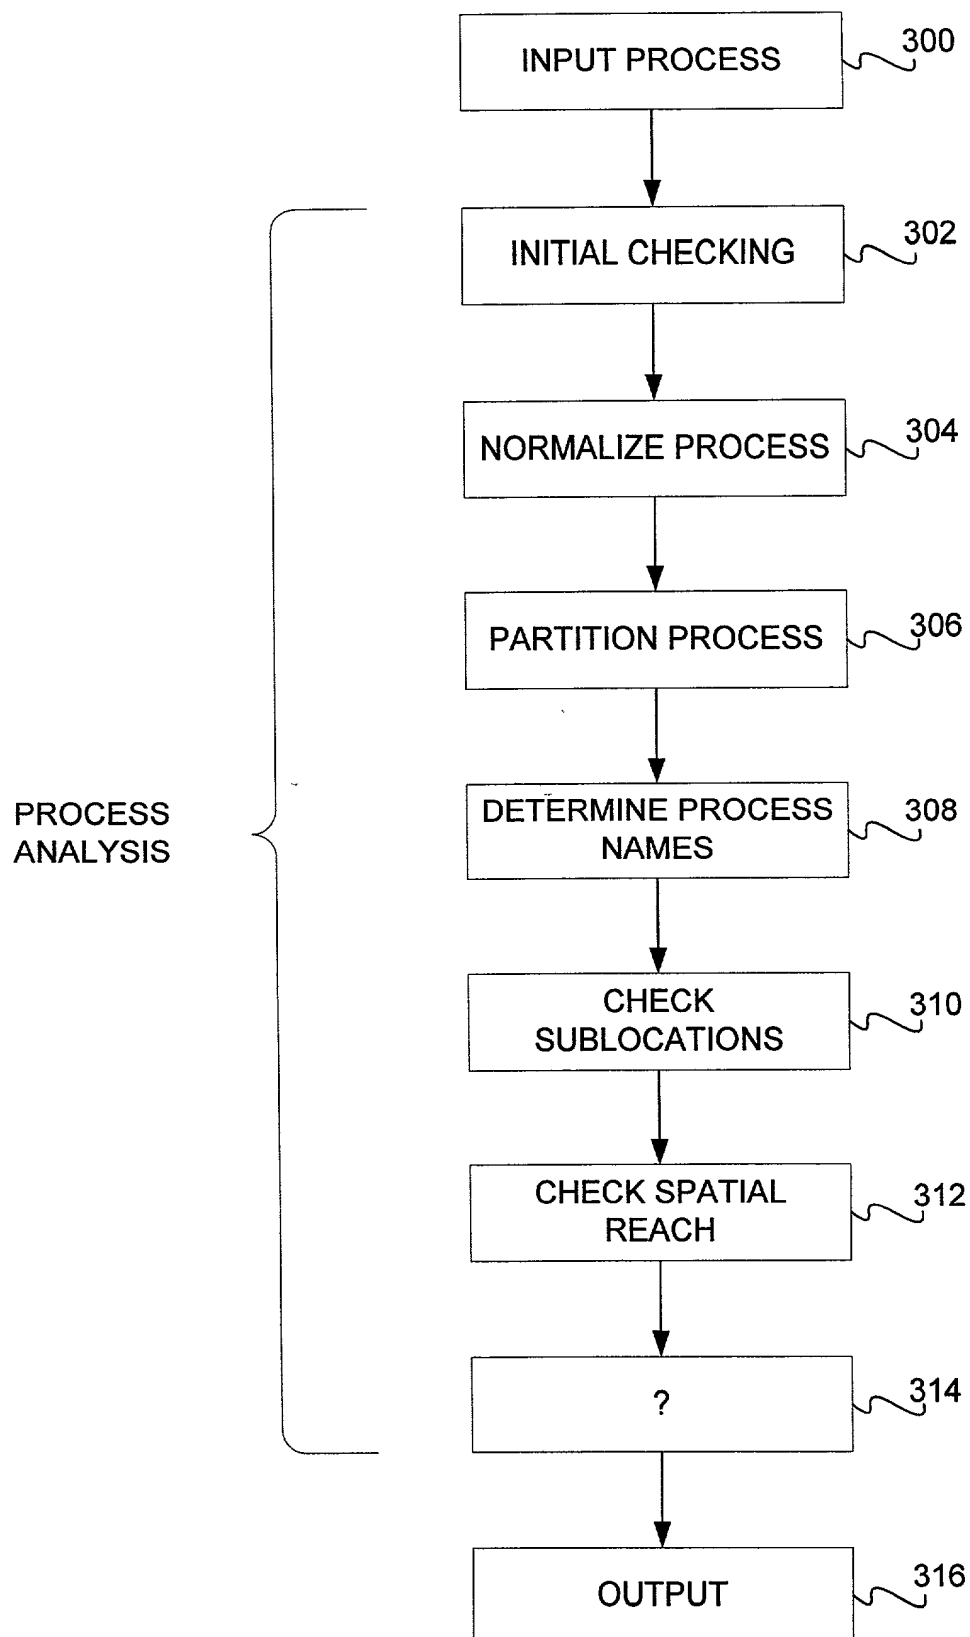 INPUT PROCESS
300
INITIAL CHECKING
302
NORMALIZE PROCESS
304
PARTITION PROCESS
306
PROCESS
ANALYSIS
DETERMINE PROCESS
NAMES
308
CHECK
SUBLOCATIONS
310
CHECK SPATIAL
REACH
312
?
314
OUTPUT
316